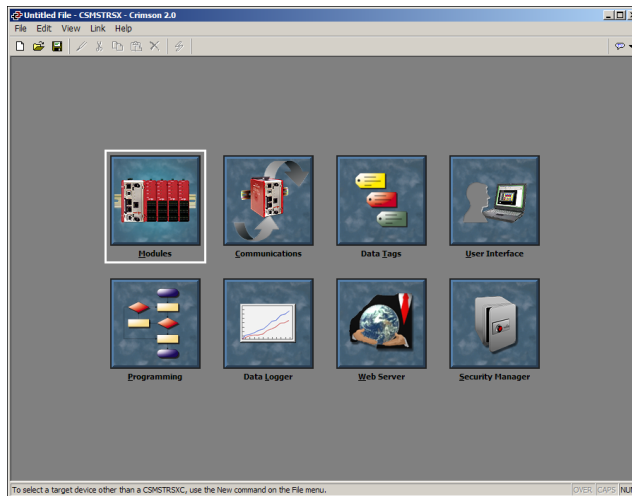 Untitled File - CSMSTRSX - Crimson 2.0
File Edit View Link Help
Modules Communications Data Tags User Interface
Programming Data Logger Web Server Security Manager
To select a target device other than a CSMSTRSXC, use the New command on the File menu. OVER CAPS NUM